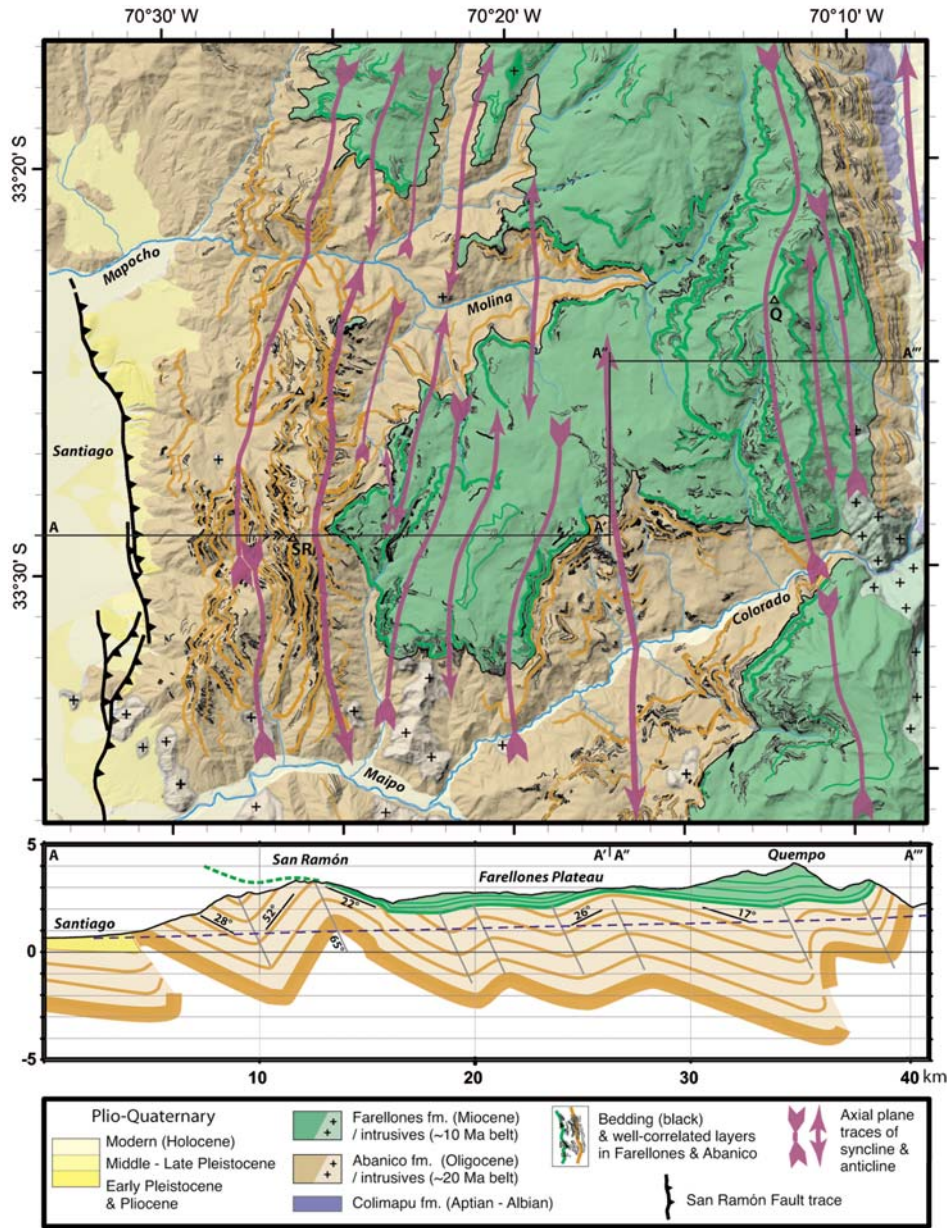 70°30' W
70°20' W
70°10' W
33°20' S
33°30' S
Mapocho
Molina
Q
A''
A'''
Santiago
A
SR
A'
Colorado
Maipo
5
A
San Ramón
A' A''
Quempo
A'''
Farellones Plateau
Santiago
28°
52°
22°
65°
26°
17°
0
-5
10
20
30
40 km
Plio-Quaternary
Modern (Holocene)
Middle - Late Pleistocene
Early Pleistocene
& Pliocene
Farellones fm. (Miocene)
/ intrusives (~10 Ma belt)
Abanico fm. (Oligocene)
/ intrusives (~20 Ma belt)
Colimapu fm. (Aptian - Albian)
Bedding (black)
& well-correlated layers
in Farellones & Abanico
Axial plane
traces of
syncline &
anticline
San Ramón Fault trace